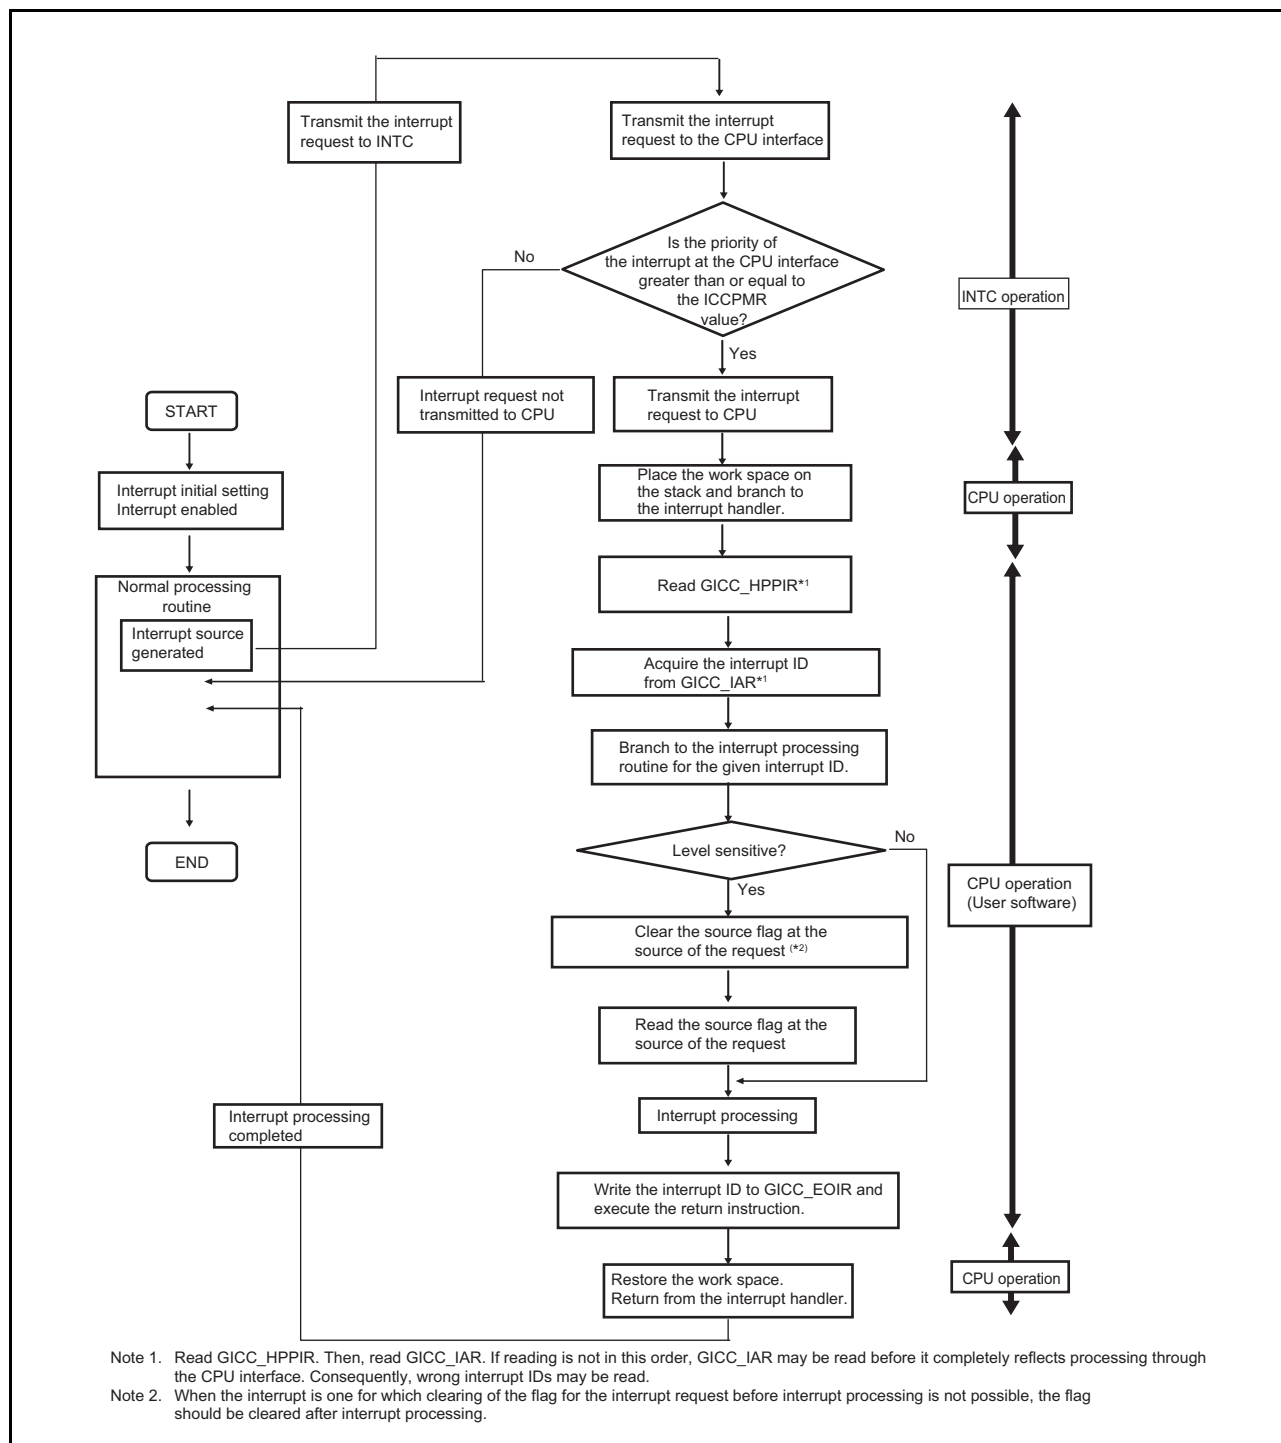 Transmit the interrupt
request to INTC
Transmit the interrupt
request to the CPU interface
Is the priority of
the interrupt at the CPU interface
greater than or equal to
the ICCPMR
value?
No
Yes
INTC operation
Interrupt request not
transmitted to CPU
Transmit the interrupt
request to CPU
START
Interrupt initial setting
Interrupt enabled
Place the work space on
the stack and branch to
the interrupt handler.
CPU operation
Normal processing
routine
Interrupt source
generated
Read GICC_HPPIR*1
Acquire the interrupt ID
from GICC_IAR*1
Branch to the interrupt processing
routine for the given interrupt ID.
END
Level sensitive?
No
Yes
CPU operation
(User software)
Clear the source flag at the
source of the request (*2)
Read the source flag at the
source of the request
Interrupt processing
completed
Interrupt processing
Write the interrupt ID to GICC_EOIR and
execute the return instruction.
Restore the work space.
Return from the interrupt handler.
CPU operation
Note 1. Read GICC_HPPIR. Then, read GICC_IAR. If reading is not in this order, GICC_IAR may be read before it completely reflects processing through
the CPU interface. Consequently, wrong interrupt IDs may be read.
Note 2. When the interrupt is one for which clearing of the flag for the interrupt request before interrupt processing is not possible, the flag
should be cleared after interrupt processing.